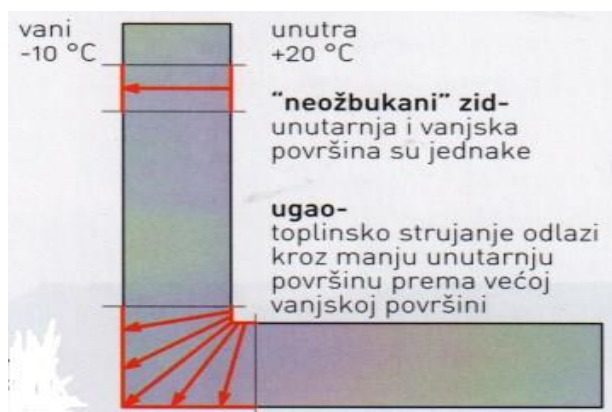 vani
-10 °C
unutra
+20 °C
"neožbukani" zid-
unutarnja i vanjska
površina su jednake
ugao-
toplinsko strujanje odlazi
kroz manju unutarnju
površinu prema većoj
vanjskoj površini